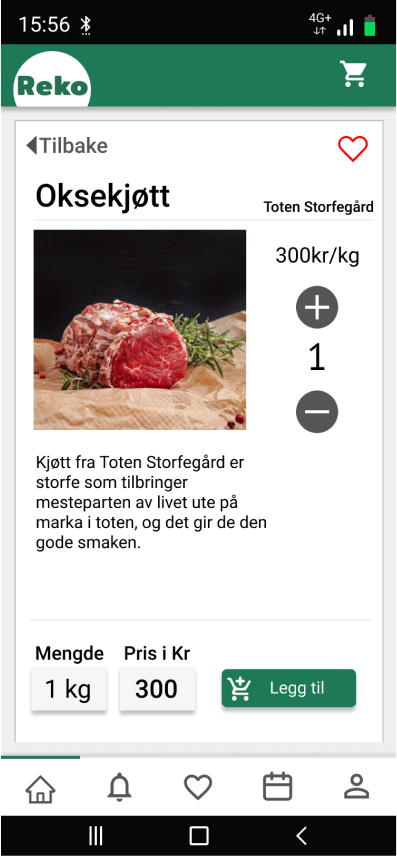 15:56
4G+
Reko
Tilbake
Oksekjøtt
Toten Storfegård
300kr/kg
1
Kjøtt fra Toten Storfegård er
storfe som tilbringer
mesteparten av livet ute på
marka i toten, og det gir de den
gode smaken.
Mengde Pris i Kr
1 kg 300 Legg til